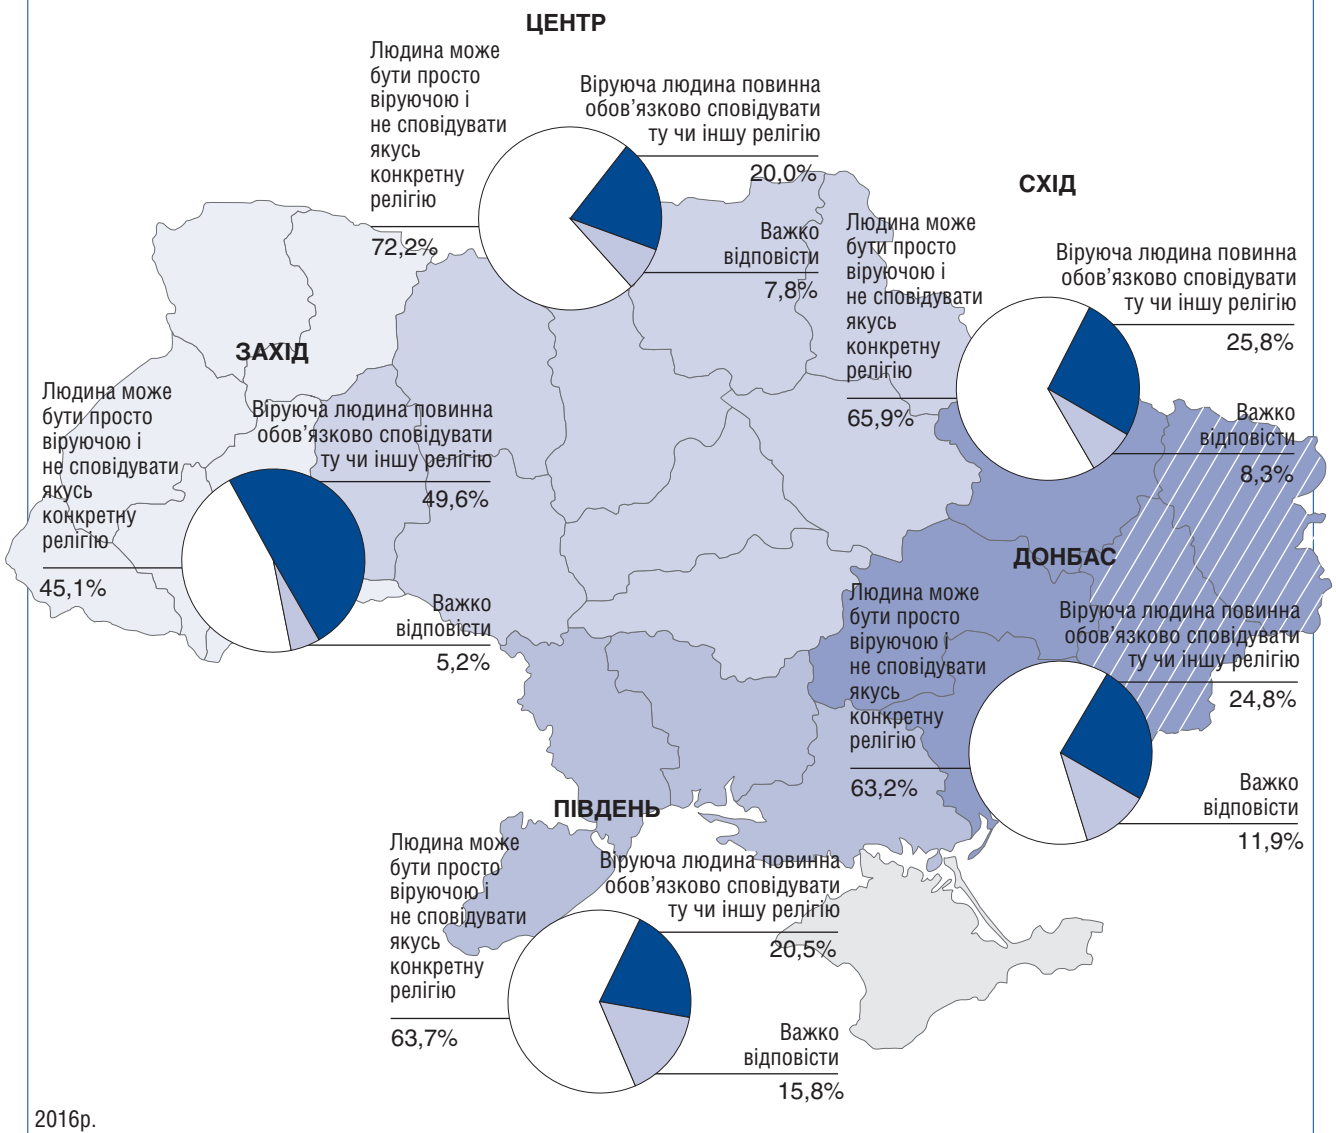 ЦЕНТР
Людина може
бути просто
віруючою і
не сповідувати
якусь
конкретну
релігію
72,2%
Віруюча людина повинна
обов’язково сповідувати
ту чи іншу релігію
20,0%
Важко
відповісти
7,8%
СХІД
Людина може
бути просто
віруючою і
не сповідувати
якусь
конкретну
релігію
65,9%
Віруюча людина повинна
обов’язково сповідувати
ту чи іншу релігію
25,8%
Важко
відповісти
8,3%
ЗАХІД
Людина може
бути просто
віруючою і
не сповідувати
якусь
конкретну
релігію
45,1%
Віруюча людина повинна
обов’язково сповідувати
ту чи іншу релігію
49,6%
Важко
відповісти
5,2%
ДОНБАС
Людина може
бути просто
віруючою і
не сповідувати
якусь
конкретну
релігію
63,2%
Віруюча людина повинна
обов’язково сповідувати
ту чи іншу релігію
24,8%
Важко
відповісти
11,9%
ПІВДЕНЬ
Людина може
бути просто
віруючою і
не сповідувати
якусь
конкретну
релігію
63,7%
Віруюча людина повинна
обов’язково сповідувати
ту чи іншу релігію
20,5%
Важко
відповісти
15,8%
2016р.